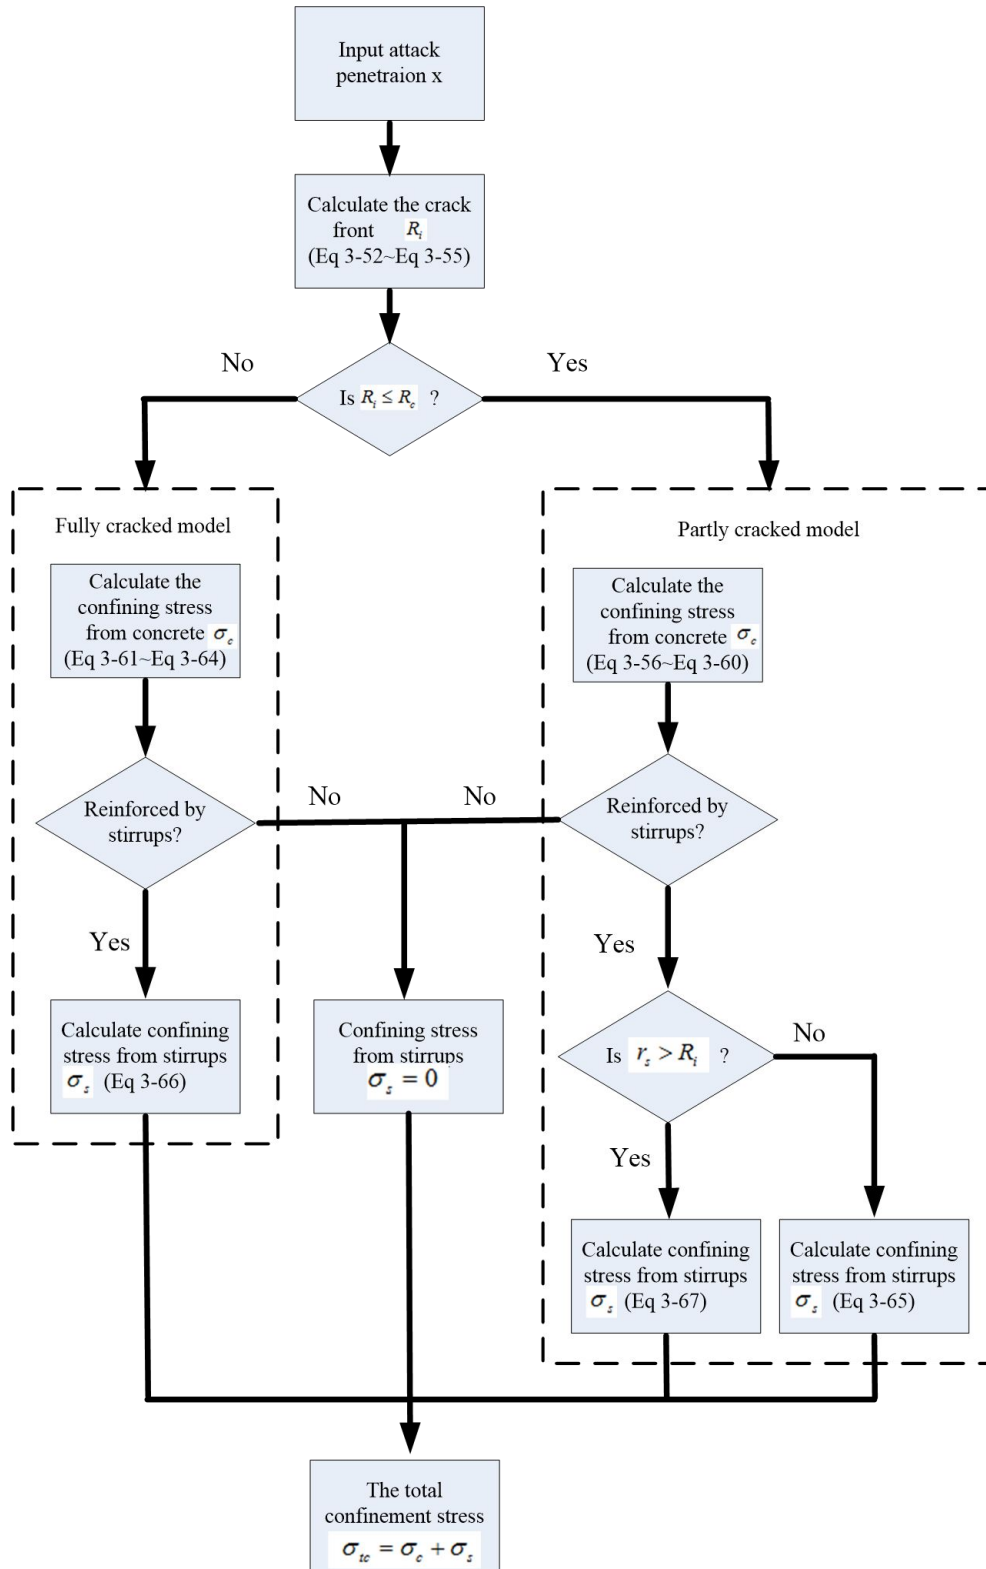 Input attack
penetraion x
Calculate the crack
front R_i
(Eq 3-52~Eq 3-55)
No
Yes
Is R_i ≤ R_c ?
Fully cracked model
Partly cracked model
Calculate the
confining stress
from concrete σ_c
(Eq 3-61~Eq 3-64)
Calculate the
confining stress
from concrete σ_c
(Eq 3-56~Eq 3-60)
Reinforced by
stirrups?
No
No
Reinforced by
stirrups?
Yes
Yes
Calculate confining
stress from stirrups
σ_s (Eq 3-66)
Confining stress
from stirrups
σ_s = 0
Is r_s > R_i ?
No
Yes
Calculate confining
stress from stirrups
σ_s (Eq 3-67)
Calculate confining
stress from stirrups
σ_s (Eq 3-65)
The total
confinement stress
σ_tc = σ_c + σ_s